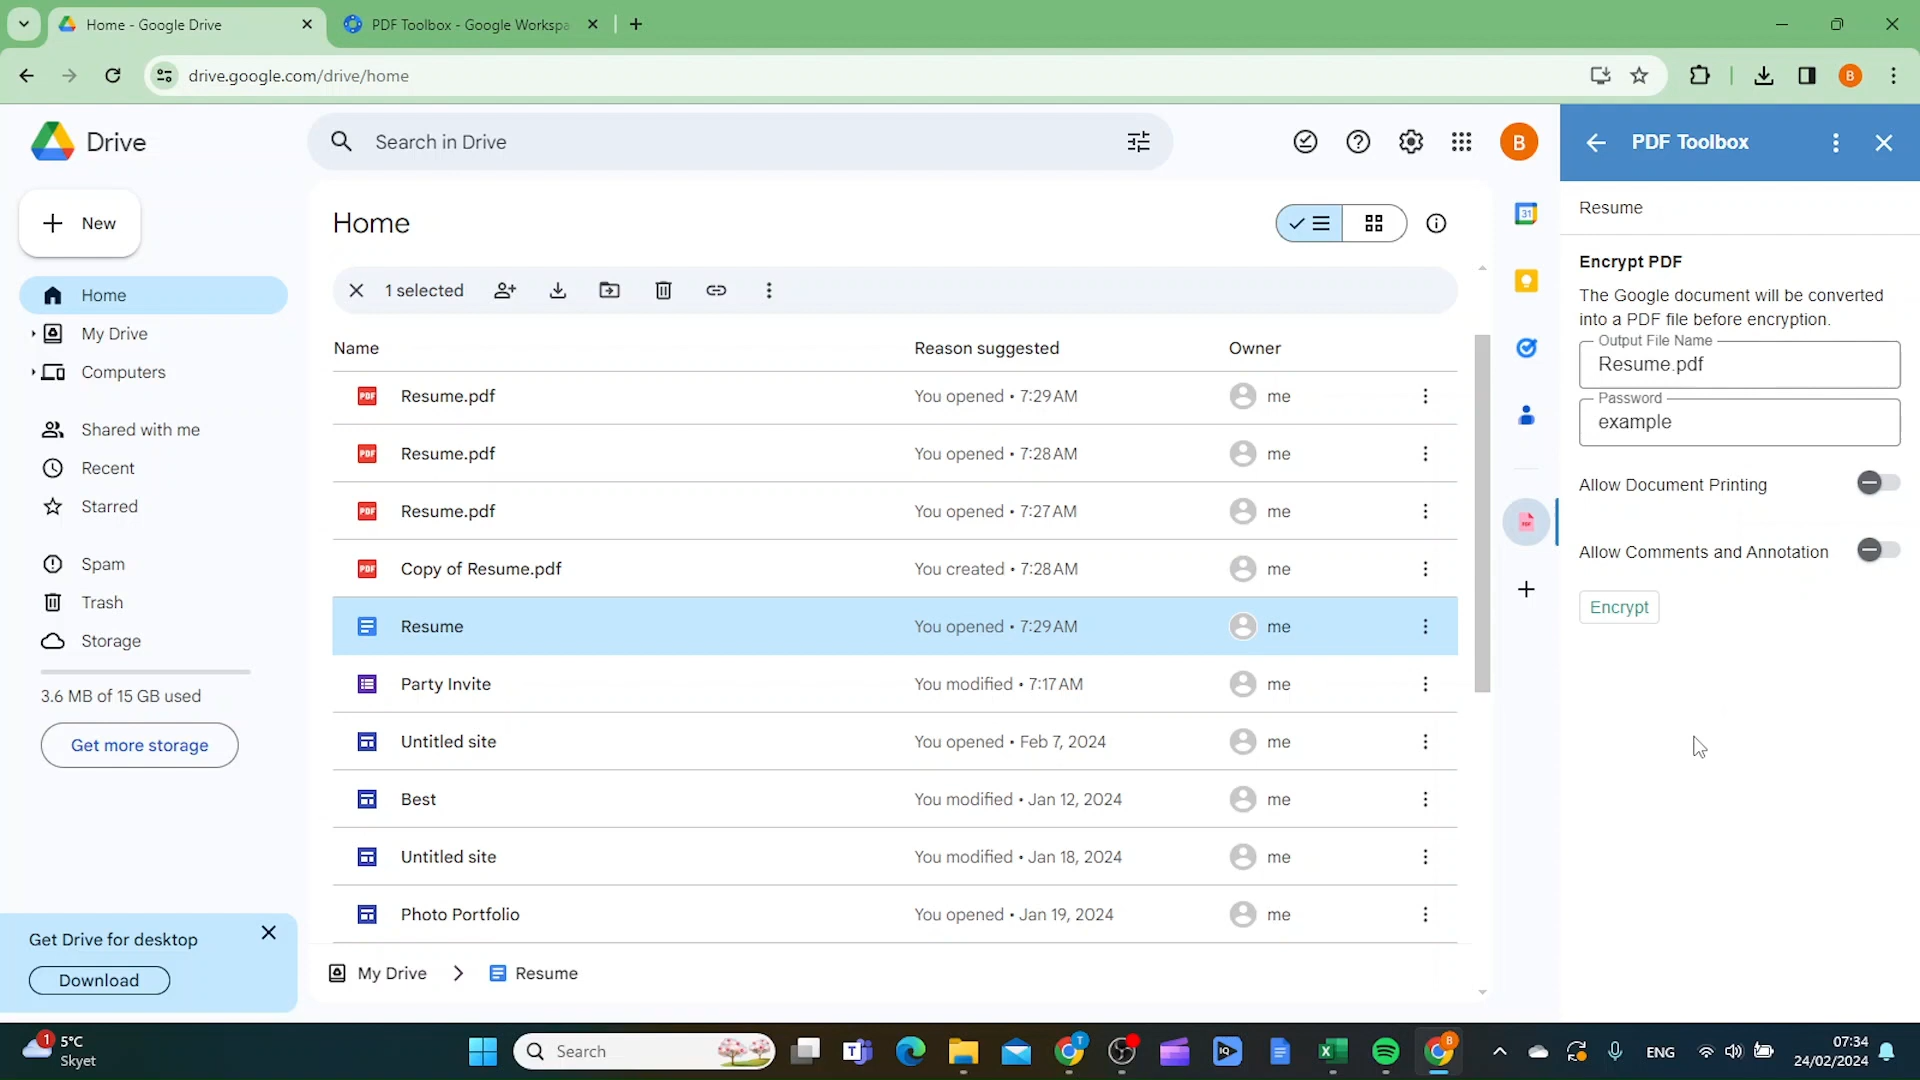 Home - Google Drive
PDF Toolbox - Google Workspa
drive.google.com/drive/home
B
Drive
Search in Drive
B
PDF Toolbox
New
Home
Resume
31
1 selected
Encrypt PDF
The Google document will be converted
into a PDF file before encryption.
Home
My Drive
Computers
Shared with me
Recent
Starred
Spam
Trash
Storage
3.6 MB of 15 GB used
Get more storage
Name Reason suggested Owner
PDF Resume.pdf You opened • 7:29 AM me
PDF Resume.pdf You opened • 7:28 AM me
PDF Resume.pdf You opened • 7:27 AM me
PDF Copy of Resume.pdf You created • 7:28 AM me
Resume You opened • 7:29 AM me
Party Invite You modified • 7:17 AM me
Untitled site You opened • Feb 7, 2024 me
Best You modified • Jan 12, 2024 me
Untitled site You modified • Jan 18, 2024 me
Photo Portfolio You opened • Jan 19, 2024 me
My Drive Resume
Output File Name
Resume.pdf
Password
example
Allow Document Printing
PDF
Allow Comments and Annotation
Encrypt
Get Drive for desktop
Download
1
5°C
Skyet
Search
T
T
IQ
X
B
ENG
07:34
24/02/2024